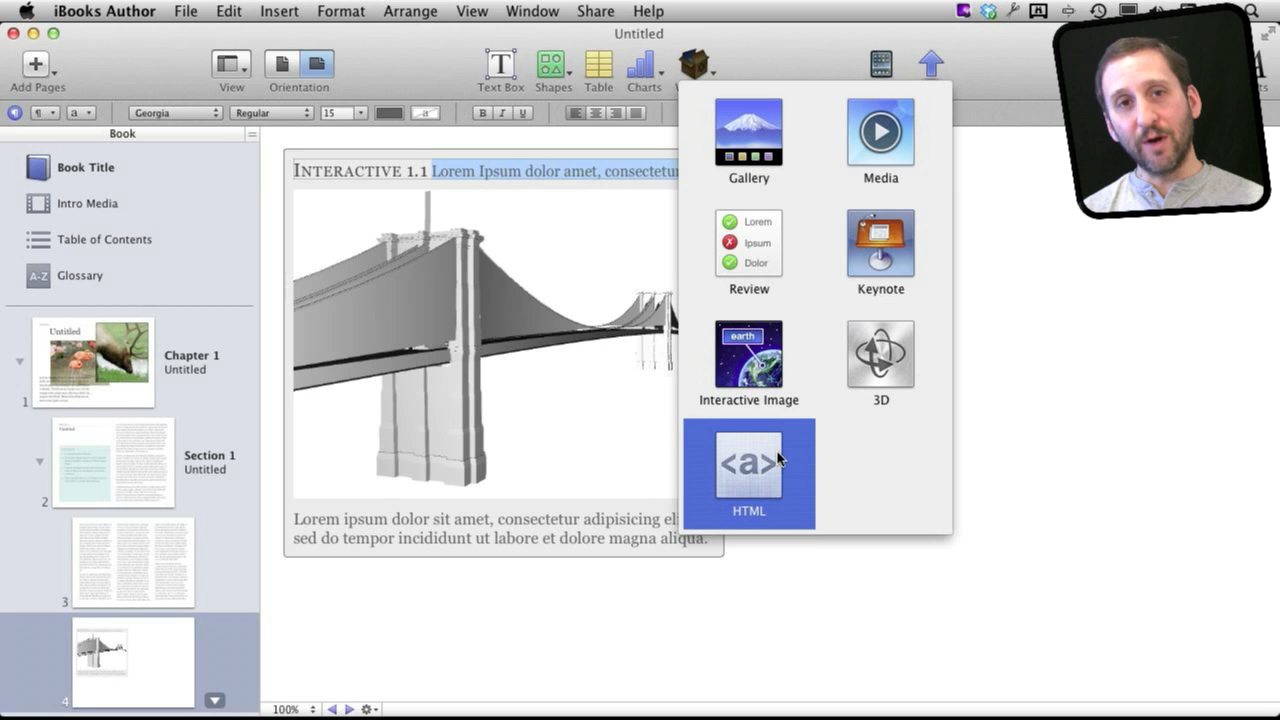 iBooks Author File Edit Insert Format Arrange View Window Share Help
Untitled
Add Pages View Orientation Text Box Shapes Table Charts
Georgia Regular 15 B I U
Book
Book Title
Intro Media
Table of Contents
A-Z Glossary
Untitled
Chapter 1
Untitled
1
Section 1
Untitled
2
3
4
INTERACTIVE 1.1 Lorem Ipsum dolor amet, consectetur
Lorem ipsum dolor sit amet, consectetur adipisicing
sed do tempor incididunt ut labore et dolore magna aliqua.
Gallery Media
Lorem
Ipsum
Dolor
Review Keynote
earth
Interactive Image 3D
<a>
HTML
100%